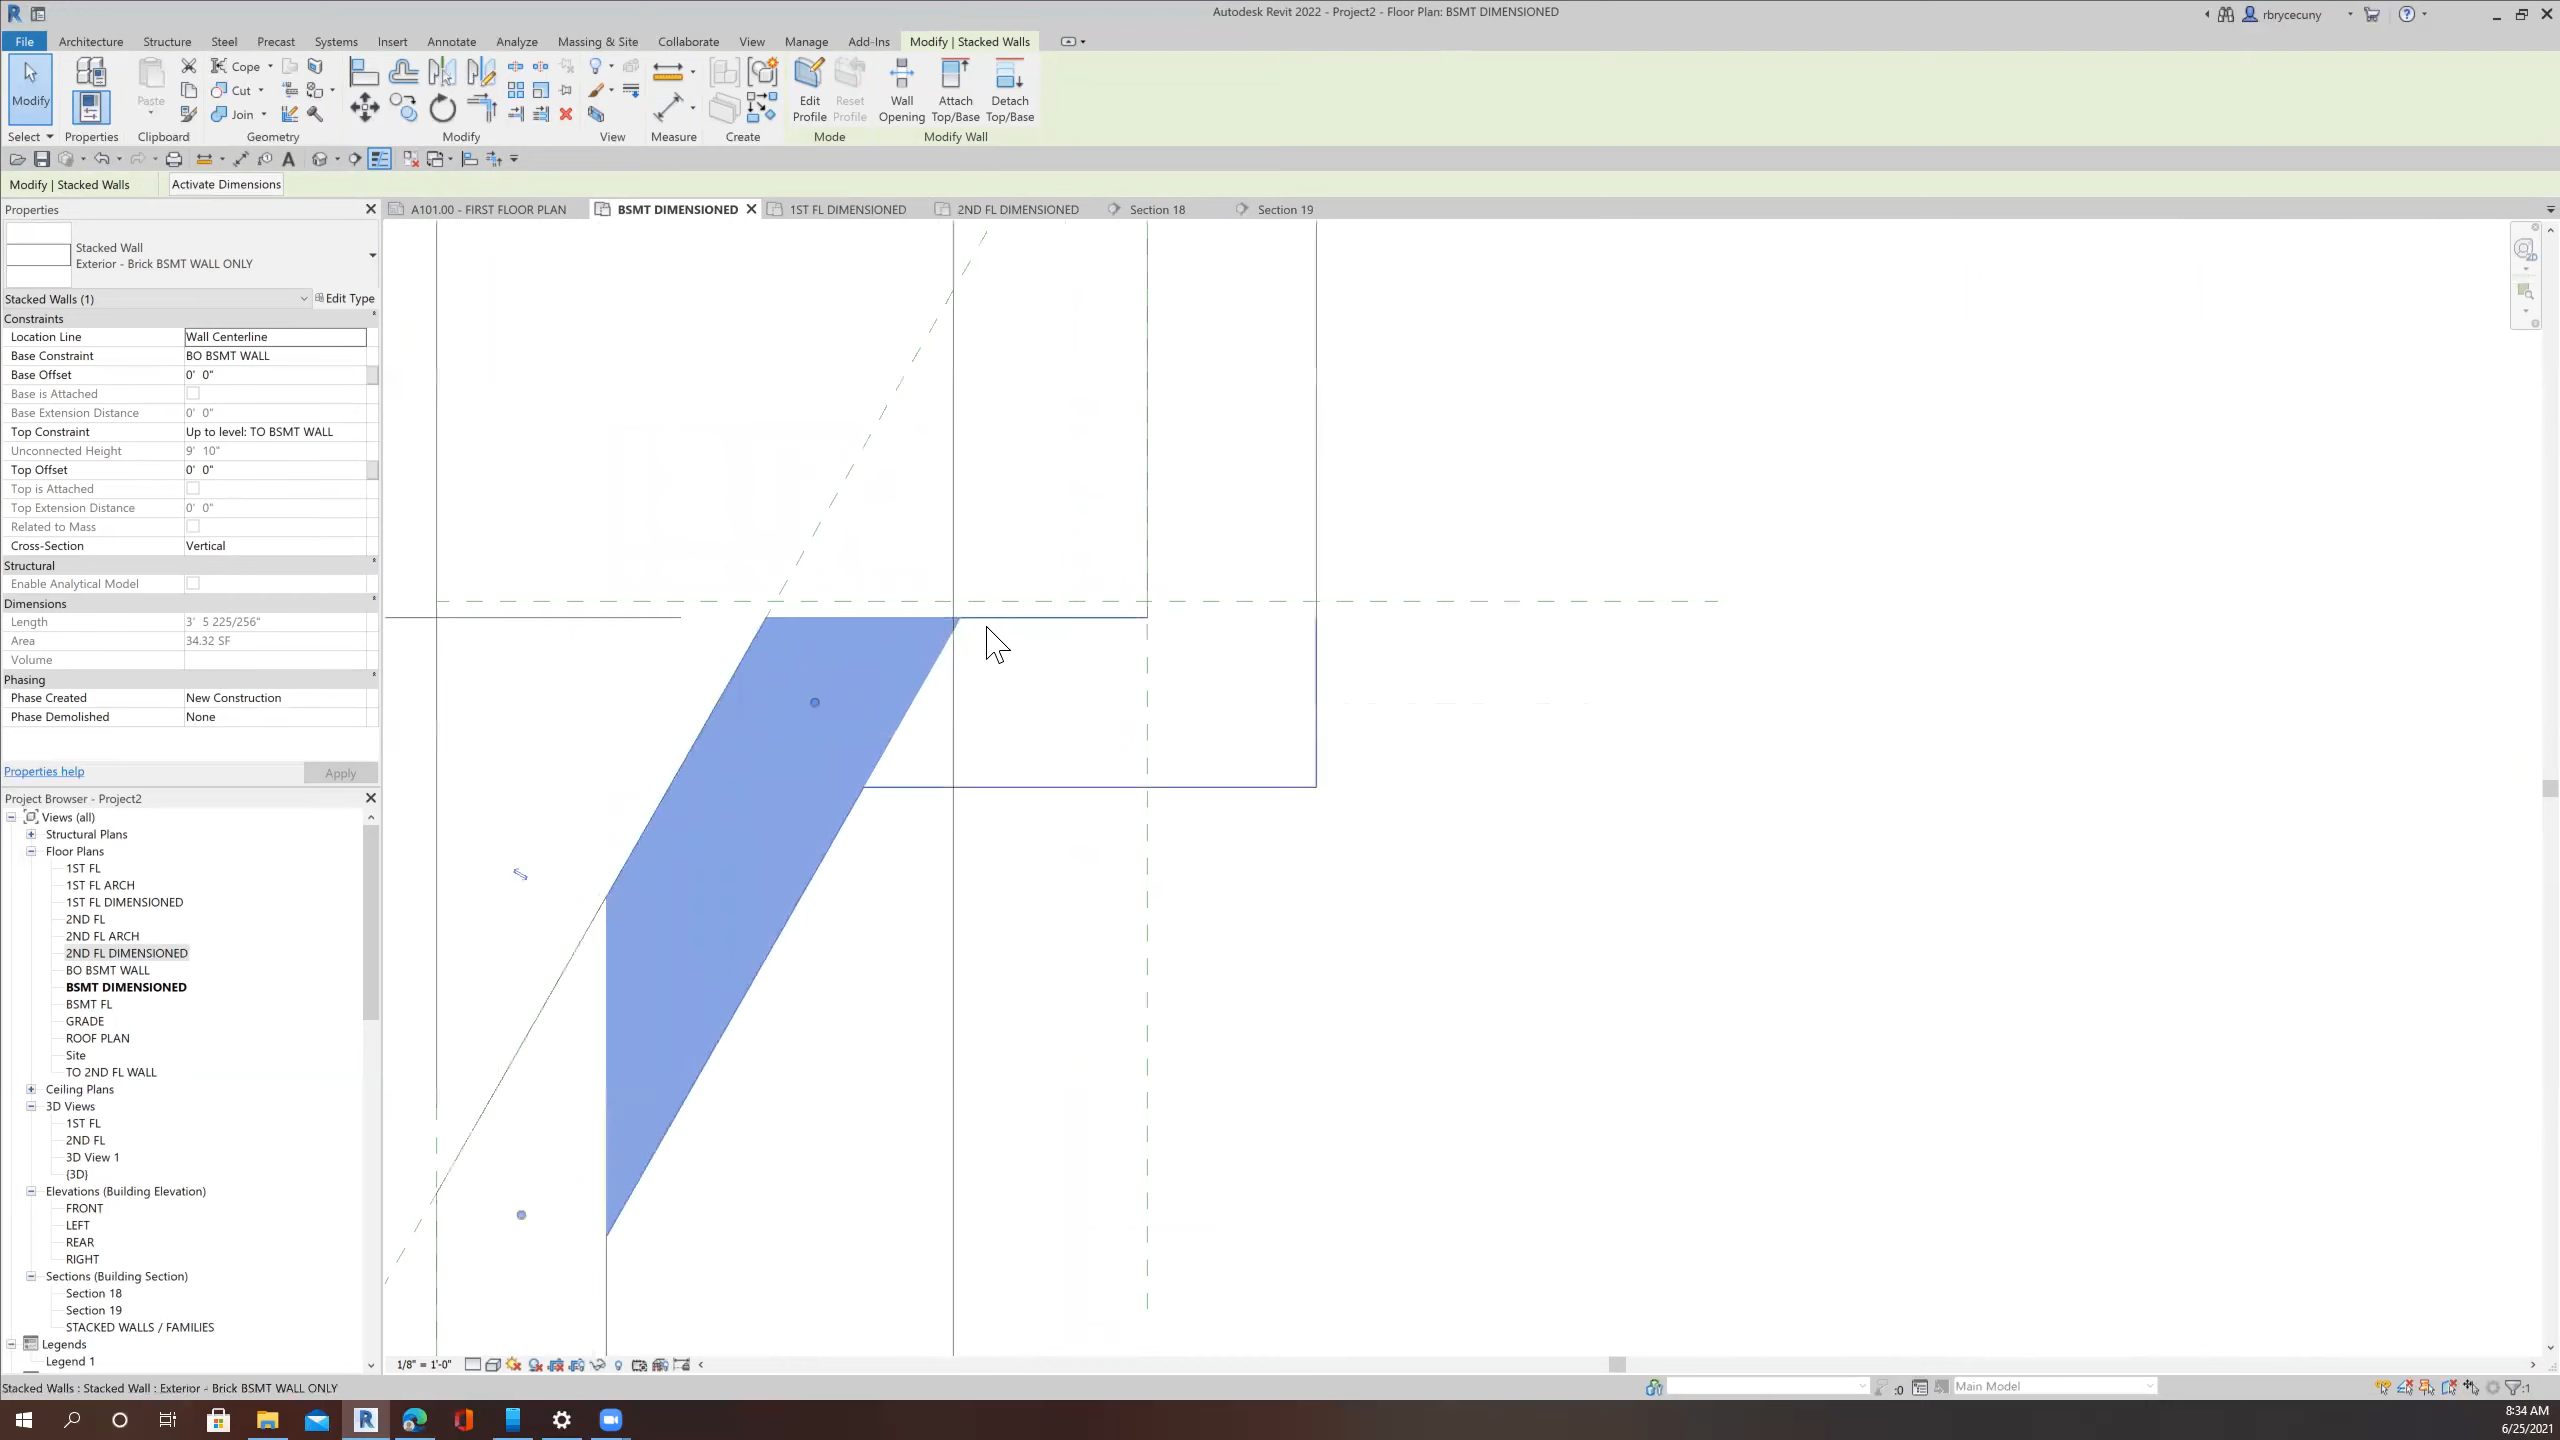 Autodesk Revit 2022 - Project2 - Floor Plan: BSMT DIMENSIONED
rbrycecuny
File Architecture Structure Steel Precast Systems Insert Annotate Analyze Massing & Site Collaborate View Manage Add-Ins Modify | Stacked Walls
Modify
Paste
Cope
Cut
Join
Edit Profile
Reset Profile
Wall Opening
Attach Top/Base
Detach Top/Base
Select Properties Clipboard Geometry Modify View Measure Create Mode Modify Wall
Modify | Stacked Walls Activate Dimensions
Properties
A101.00 - FIRST FLOOR PLAN BSMT DIMENSIONED 1ST FL DIMENSIONED 2ND FL DIMENSIONED Section 18 Section 19
Stacked Wall
Exterior - Brick BSMT WALL ONLY
Stacked Walls (1) Edit Type
Constraints
Location Line Wall Centerline
Base Constraint BO BSMT WALL
Base Offset 0' 0"
Base is Attached
Base Extension Distance 0' 0"
Top Constraint Up to level: TO BSMT WALL
Unconnected Height 9' 10"
Top Offset 0' 0"
Top is Attached
Top Extension Distance 0' 0"
Related to Mass
Cross-Section Vertical
Structural
Enable Analytical Model
Dimensions
Length 3' 5 225/256"
Area 34.32 SF
Volume
Phasing
Phase Created New Construction
Phase Demolished None
Properties help Apply
Project Browser - Project2
Views (all)
Structural Plans
Floor Plans
1ST FL
1ST FL ARCH
1ST FL DIMENSIONED
2ND FL
2ND FL ARCH
2ND FL DIMENSIONED
BO BSMT WALL
BSMT DIMENSIONED
BSMT FL
GRADE
ROOF PLAN
Site
TO 2ND FL WALL
Ceiling Plans
3D Views
1ST FL
2ND FL
3D View 1
{3D}
Elevations (Building Elevation)
FRONT
LEFT
REAR
RIGHT
Sections (Building Section)
Section 18
Section 19
STACKED WALLS / FAMILIES
Legends
Legend 1
1/8" = 1'-0"
Stacked Walls : Stacked Wall : Exterior - Brick BSMT WALL ONLY
:0
Main Model
:1
8:34 AM
6/25/2021